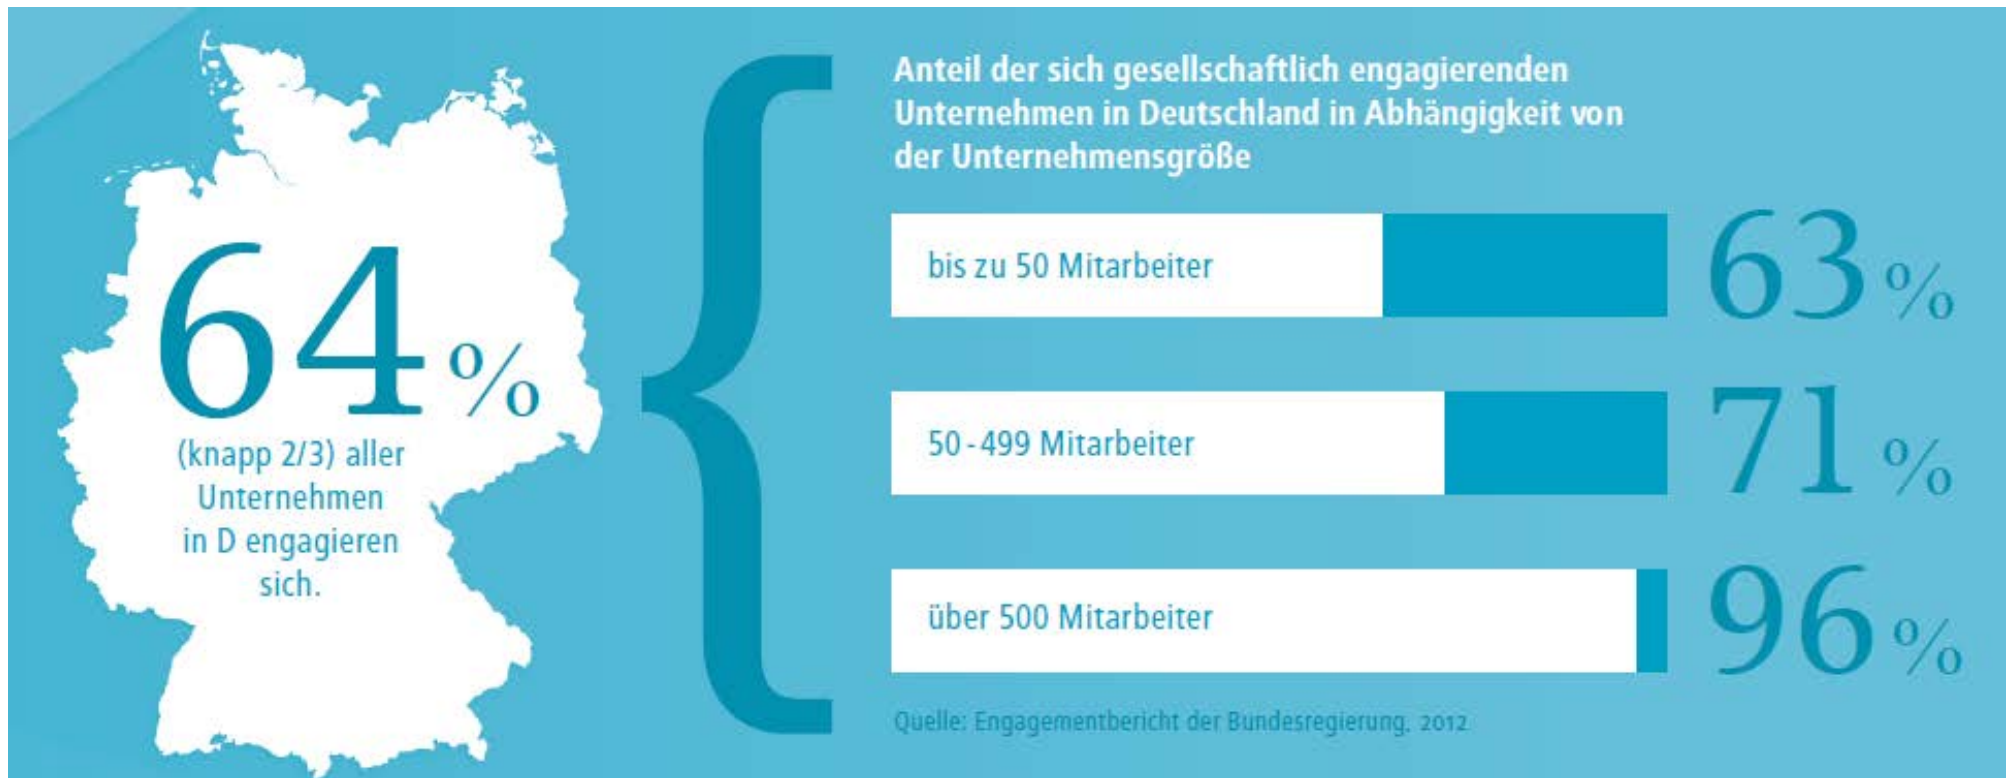 64 %
(knapp 2/3) aller
Unternehmen
in D engagieren
sich.
Anteil der sich gesellschaftlich engagierenden
Unternehmen in Deutschland in Abhängigkeit von
der Unternehmensgröße
bis zu 50 Mitarbeiter 63 %
50-499 Mitarbeiter 71 %
über 500 Mitarbeiter 96 %
Quelle: Engagementbericht der Bundesregierung, 2012